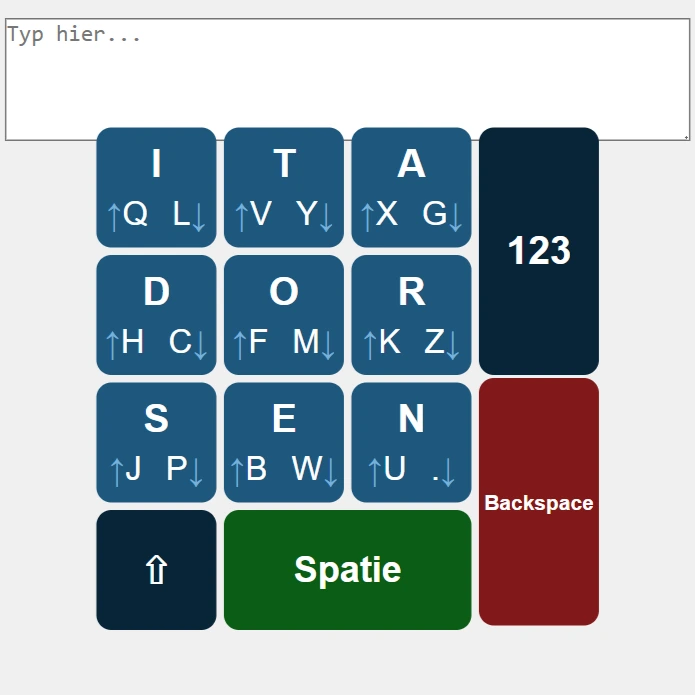 Typ hier...
I T A
↑Q L↓ ↑V Y↓ ↑X G↓
123
D O R
↑H C↓ ↑F M↓ ↑K Z↓
S E N
↑J P↓ ↑B W↓ ↑U .↓
Backspace
⇧ Spatie